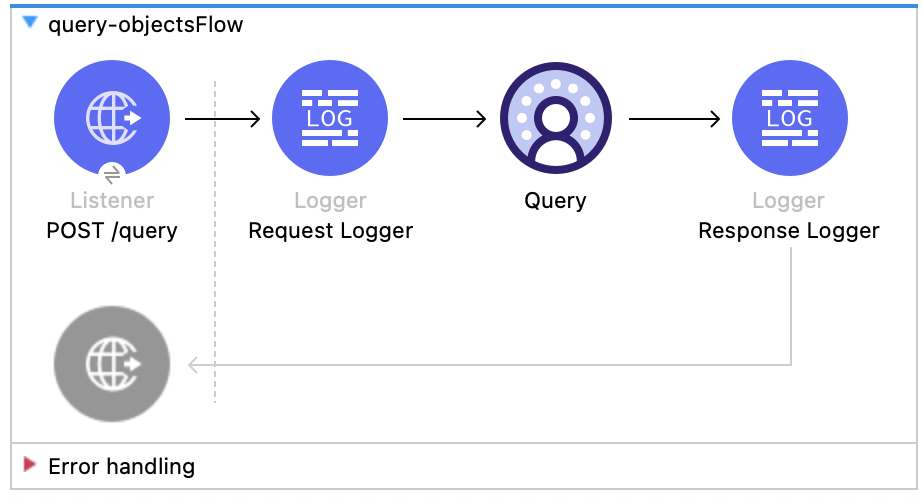 query-objectsFlow
LOG
LOG
Listener
Logger
Logger
POST /query
Request Logger
Query
Response Logger
Error handling